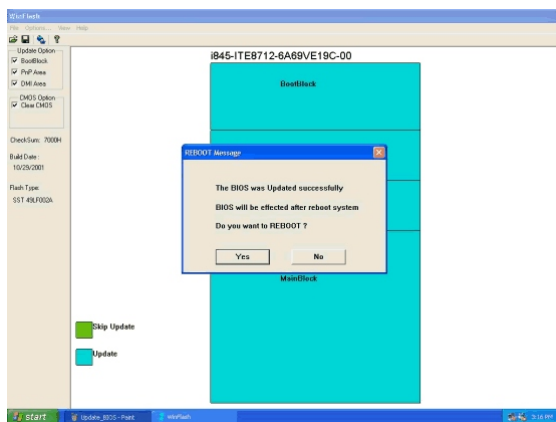 WinFlash
File Options... View Help
Update Option
BootBlock
PnP Area
DMI Area
CMOS Option
Clear CMOS
CheckSum: 7000H
Build Date:
10/29/2001
Flash Type:
SST 49LF002A
i845-ITE8712-6A69VE19C-00
BootBlock
REBOOT Message
The BIOS was Updated successfully
BIOS will be effected after reboot system
Do you want to REBOOT ?
Yes No
MainBlock
Skip Update
Update
start Update_BIOS - Paint WinFlash 3:16 PM